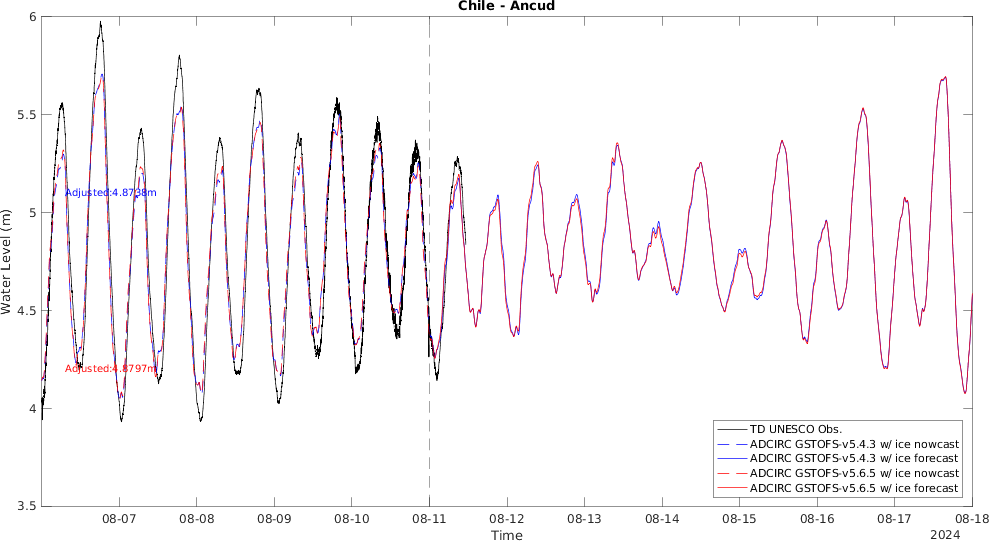 Chile - Ancud
6
5.5
5
4.5
4
3.5
Water Level (m)
Adjusted:4.8738m
Adjusted:4.8797m
TD UNESCO Obs.
ADCIRC GSTOFS-v5.4.3 w/ ice nowcast
ADCIRC GSTOFS-v5.4.3 w/ ice forecast
ADCIRC GSTOFS-v5.6.5 w/ ice nowcast
ADCIRC GSTOFS-v5.6.5 w/ ice forecast
08-07 08-08 08-09 08-10 08-11 08-12 08-13 08-14 08-15 08-16 08-17 08-18
Time
2024